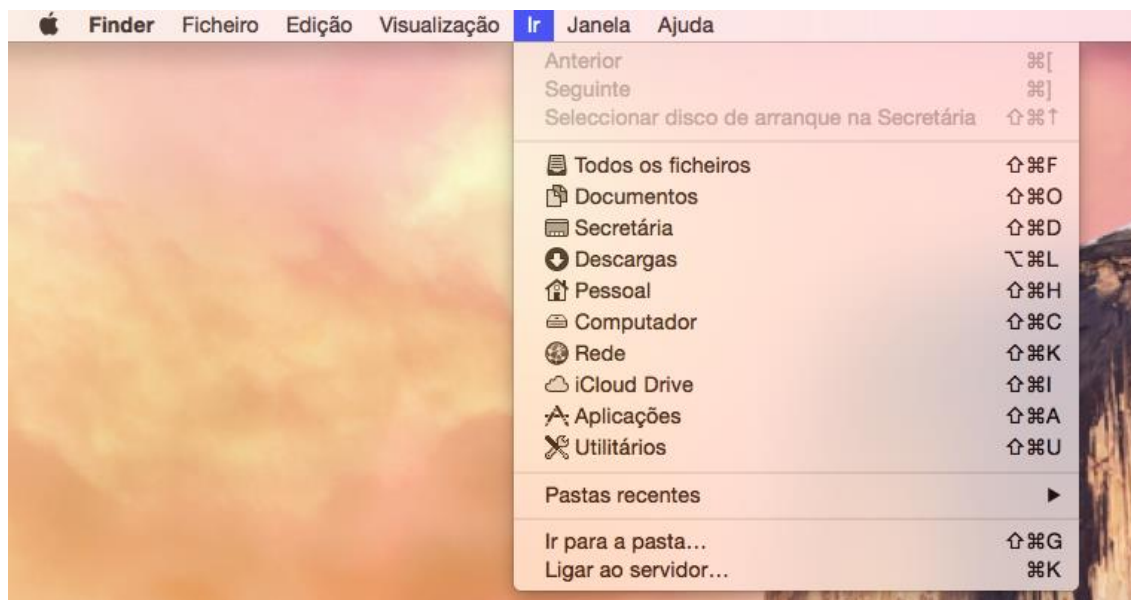 Finder Ficheiro Edição Visualização Ir Janela Ajuda
Anterior ⌘[
Seguinte ⌘]
Seleccionar disco de arranque na Secretária ⇧⌘↑
Todos os ficheiros ⇧⌘F
Documentos ⇧⌘O
Secretária ⇧⌘D
Descargas ⌥⌘L
Pessoal ⇧⌘H
Computador ⇧⌘C
Rede ⇧⌘K
iCloud Drive ⇧⌘I
Aplicações ⇧⌘A
Utilitários ⇧⌘U
Pastas recentes ▶
Ir para a pasta... ⇧⌘G
Ligar ao servidor... ⌘K